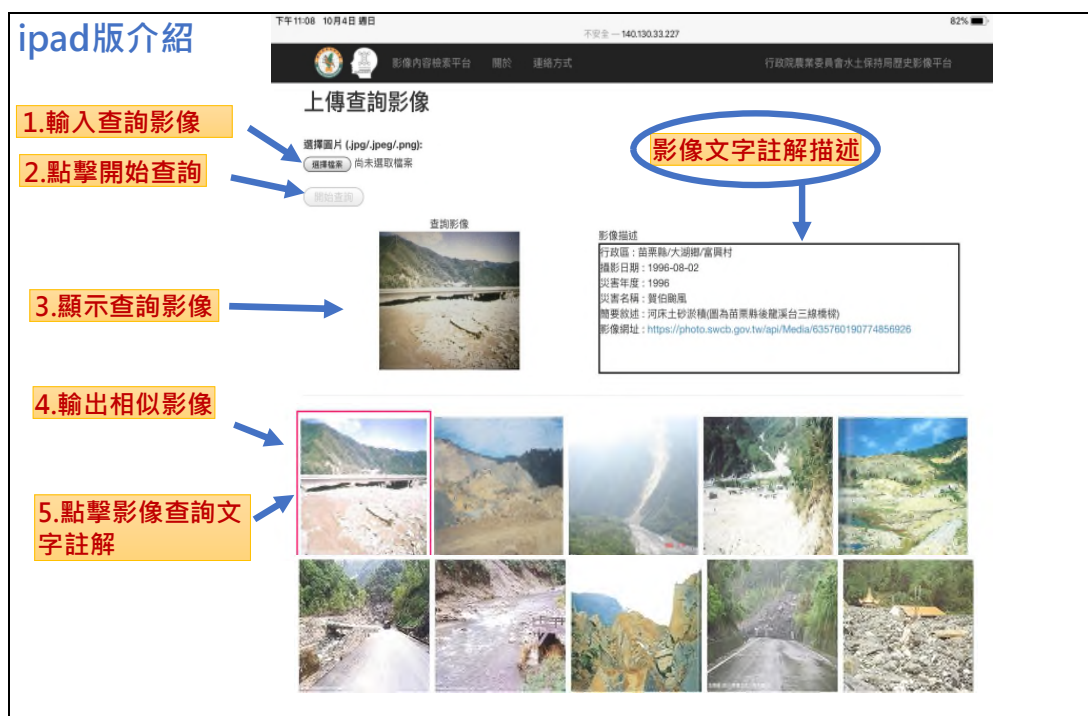 ipad版介紹
下午11:08 10月4日 週日
82%
不安全 — 140.130.33.227
影像內容檢索平台 關於 連絡方式 行政院農業委員會水土保持局歷史影像平台
上傳查詢影像
1.輸入查詢影像
選擇圖片 (.jpg/.jpeg/.png):
選擇檔案 尚未選取檔案
2.點擊開始查詢
開始查詢
影像文字註解描述
查詢影像
影像描述
行政區 : 苗栗縣/大湖鄉/富興村
攝影日期 : 1996-08-02
災害年度 : 1996
災害名稱 : 賀伯颱風
簡要敘述 : 河床土砂淤積(圖為苗栗縣後龍溪台三線橋樑)
影像網址 : https://photo.swcb.gov.tw/api/Media/635760190774856926
3.顯示查詢影像
4.輸出相似影像
5.點擊影像查詢文
字註解